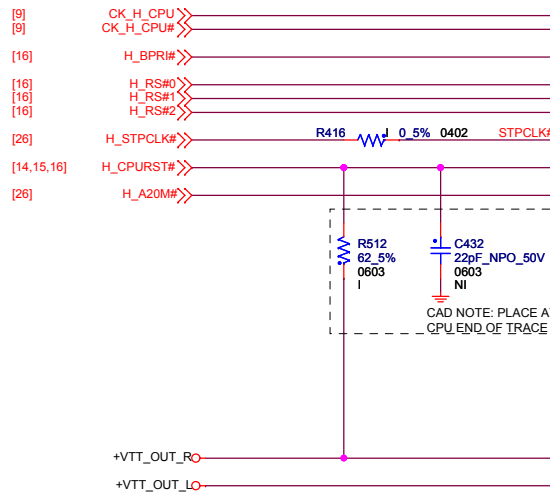 [9] CK_H_CPU
[9] CK_H_CPU#
[16] H_BPRI#
[16] H_RS#0
[16] H_RS#1
[16] H_RS#2
[26] H_STPCLK# R416 I 0_5% 0402 STPCLK#
[14,15,16] H_CPURST#
[26] H_A20M#
R512
62_5%
0603
I
C432
22pF_NPO_50V
0603
NI
CAD NOTE: PLACE
CPU END OF TRACE
+VTT_OUT_R
+VTT_OUT_L